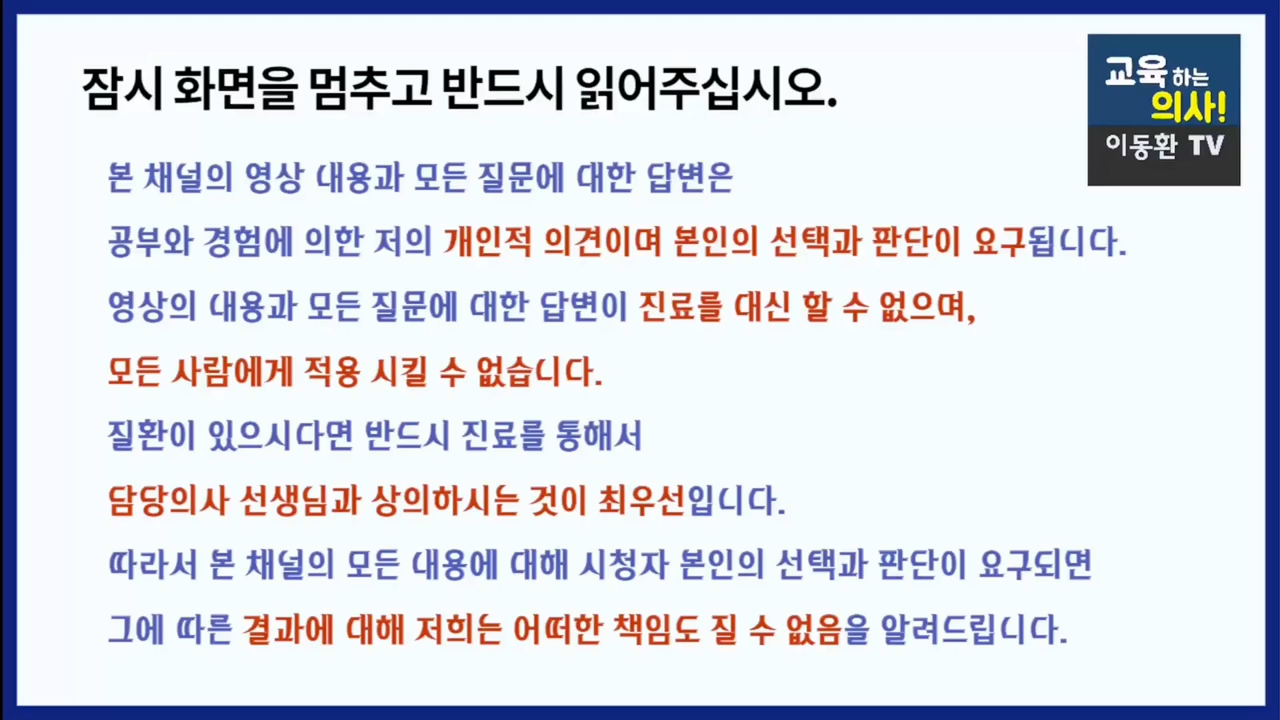 잠시 화면을 멈추고 반드시 읽어주십시오.
교육하는
의사!
이동환 TV
본 채널의 영상 내용과 모든 질문에 대한 답변은
공부와 경험에 의한 저의 개인적 의견이며 본인의 선택과 판단이 요구됩니다.
영상의 내용과 모든 질문에 대한 답변이 진료를 대신 할 수 없으며,
모든 사람에게 적용 시킬 수 없습니다.
질환이 있으시다면 반드시 진료를 통해서
담당의사 선생님과 상의하시는 것이 최우선입니다.
따라서 본 채널의 모든 내용에 대해 시청자 본인의 선택과 판단이 요구되면
그에 따른 결과에 대해 저희는 어떠한 책임도 질 수 없음을 알려드립니다.